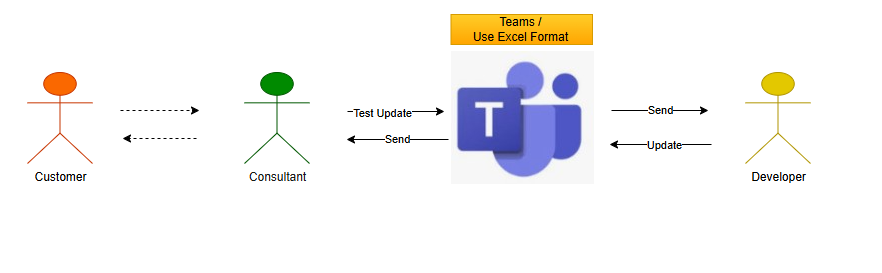 Teams /
Use Excel Format
T
Test Update
Send
Send
Update
Customer
Consultant
Developer